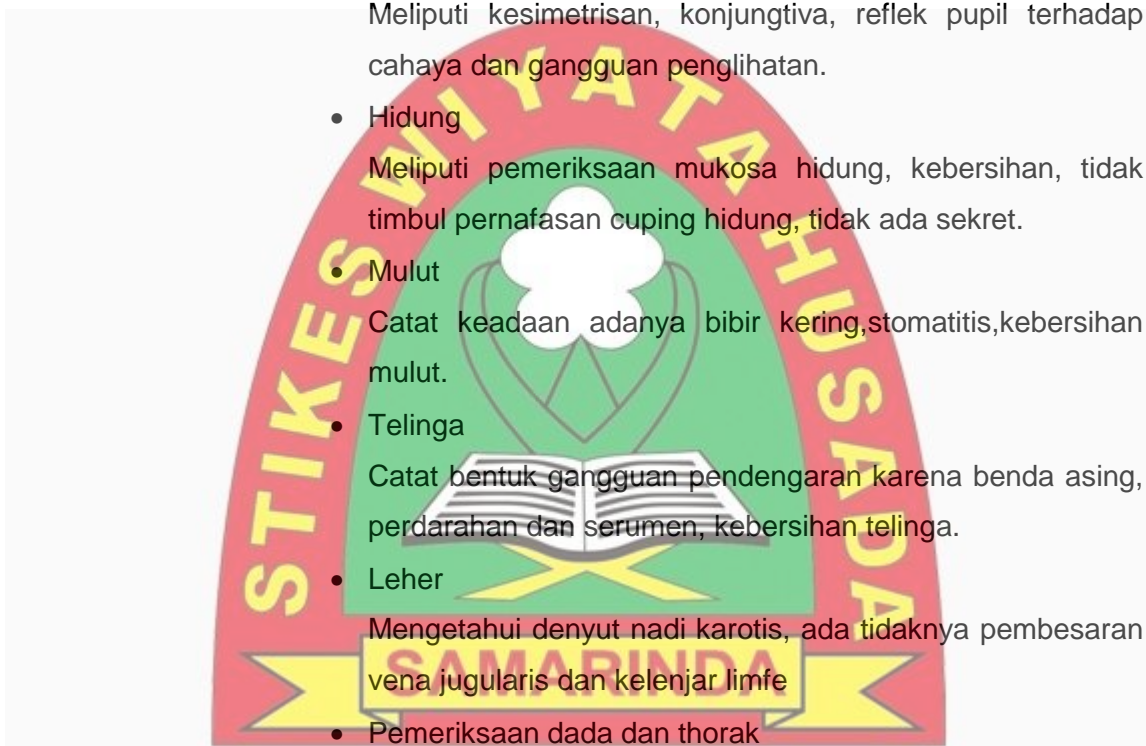 Meliputi kesimetrisan, konjungtiva, reflek pupil terhadap
cahaya dan gangguan penglihatan.
• Hidung
Meliputi pemeriksaan mukosa hidung, kebersihan, tidak
timbul pernafasan cuping hidung, tidak ada sekret.
• Mulut
Catat keadaan adanya bibir kering,stomatitis,kebersihan
mulut.
• Telinga
Catat bentuk gangguan pendengaran karena benda asing,
perdarahan dan serumen, kebersihan telinga.
• Leher
Mengetahui denyut nadi karotis, ada tidaknya pembesaran
vena jugularis dan kelenjar limfe
• Pemeriksaan dada dan thorak
STIKES WIYATA HUSADA
SAMARINDA